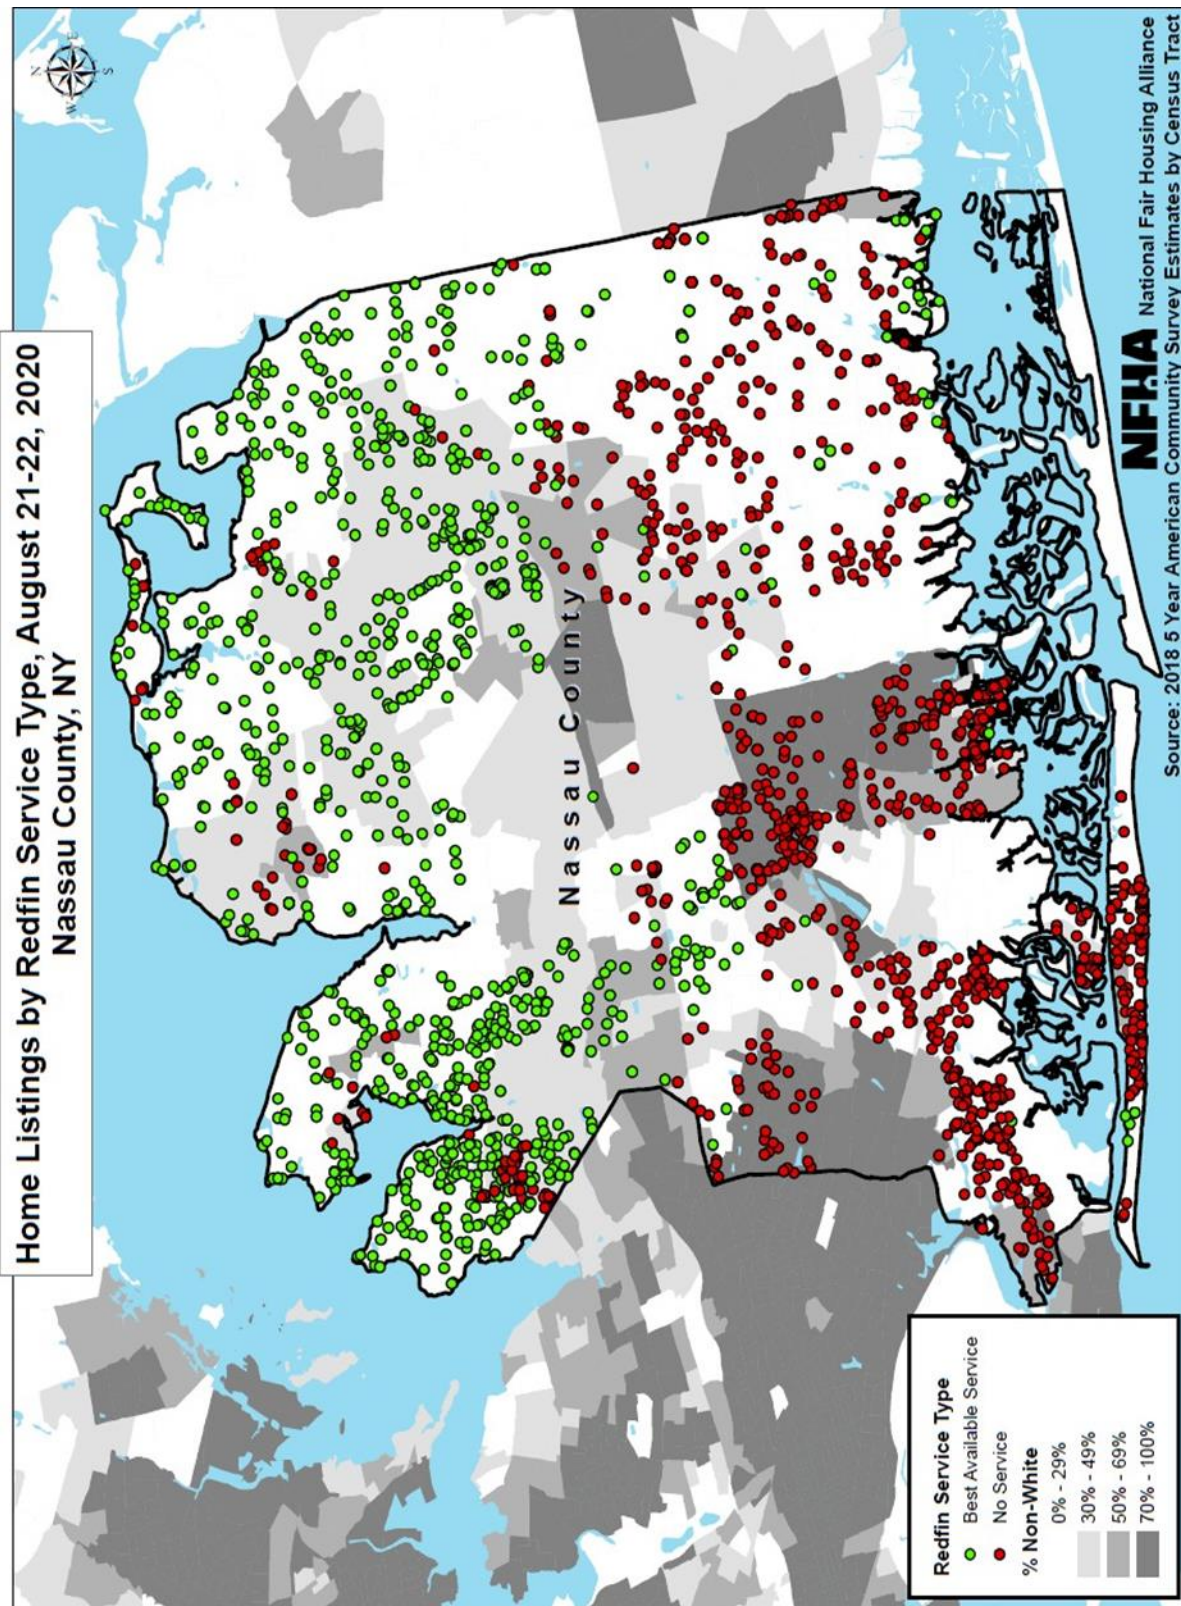 Home Listings by Redfin Service Type, August 21-22, 2020
Nassau County, NY
N
W
E
S
Nassau County
Redfin Service Type
Best Available Service
No Service
% Non-White
0% - 29%
30% - 49%
50% - 69%
70% - 100%
NFHA National Fair Housing Alliance
Source: 2018 5 Year American Community Survey Estimates by Census Tract